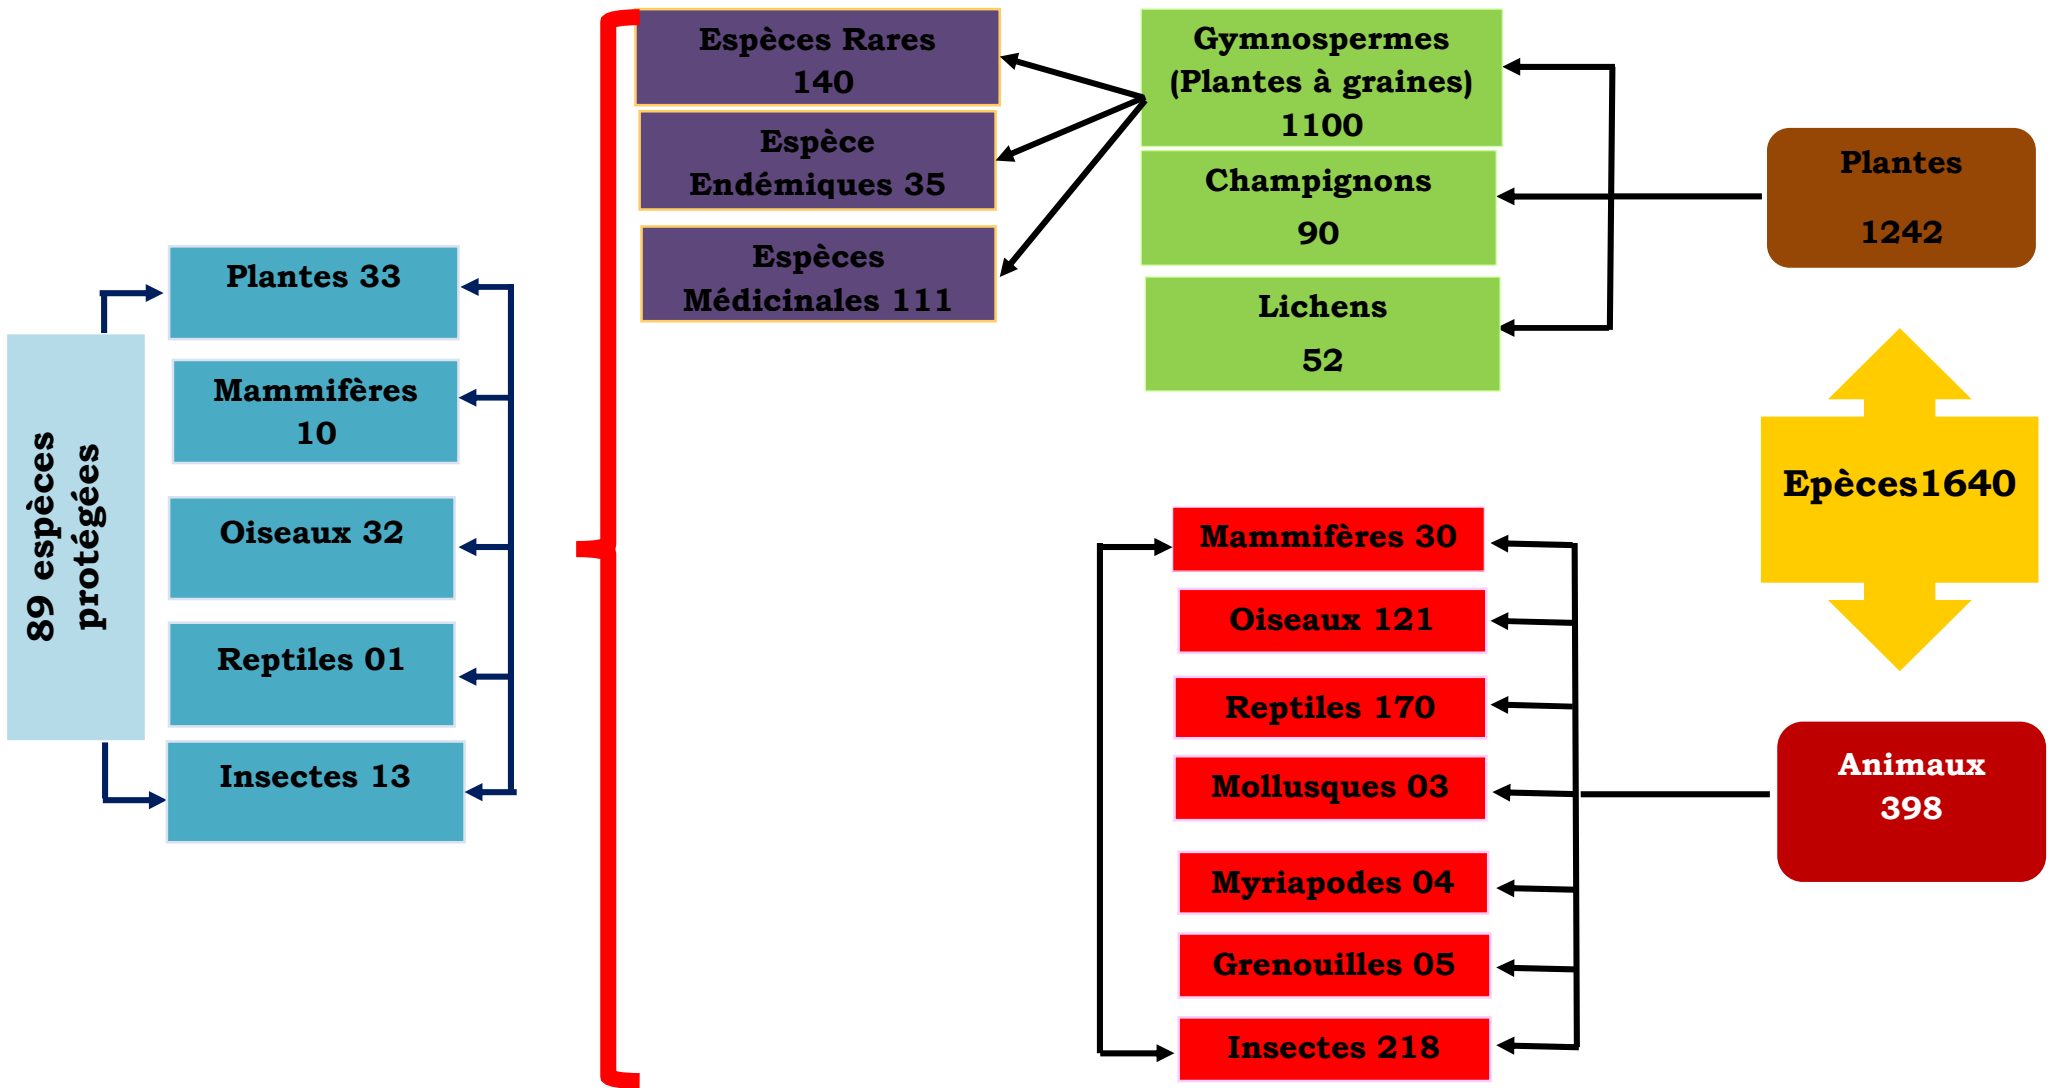 Espèces Rares
140
Espèce
Endémiques 35
Espèces
Médicinales 111
Gymnospermes
(Plantes à graines)
1100
Champignons
90
Lichens
52
Plantes
1242
Epèces1640
Animaux
398
Mammifères 30
Oiseaux 121
Reptiles 170
Mollusques 03
Myriapodes 04
Grenouilles 05
Insectes 218
89 espèces
protégées
Plantes 33
Mammifères
10
Oiseaux 32
Reptiles 01
Insectes 13